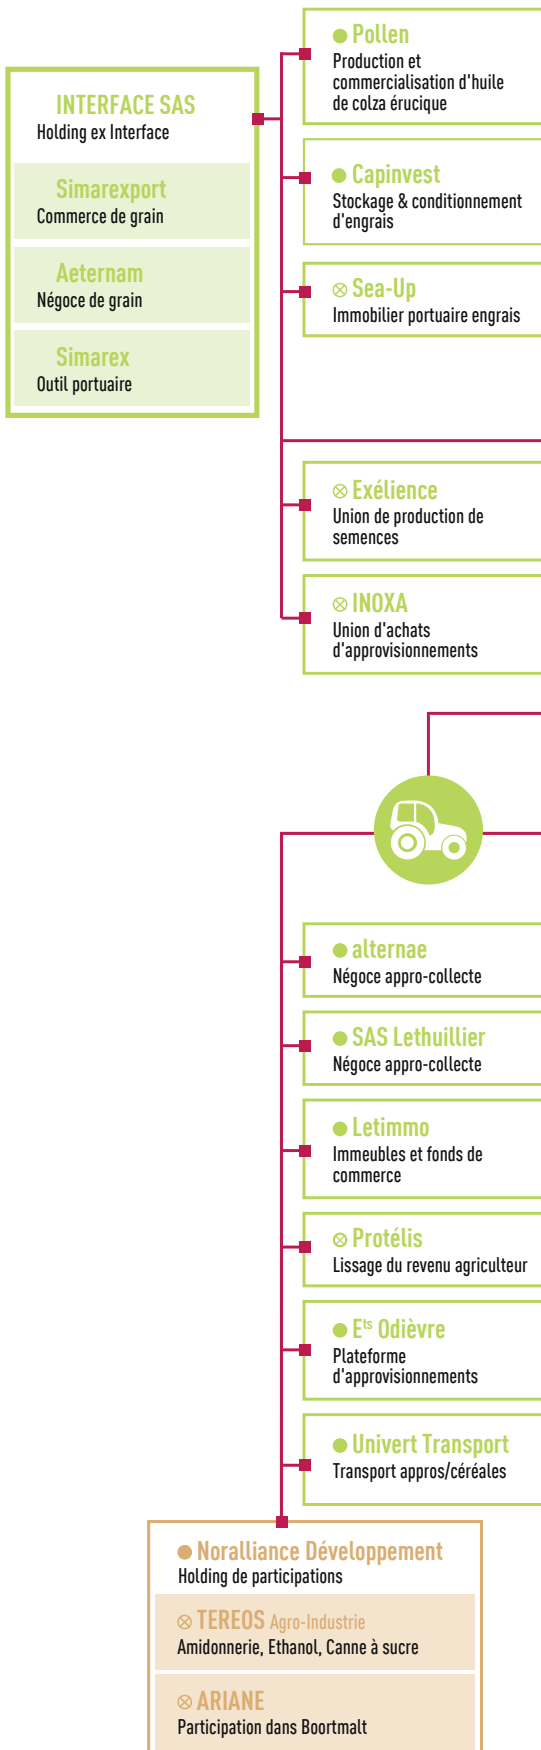 INTERFACE SAS
Holding ex Interface
Simarexport
Commerce de grain
Aeternam
Négoce de grain
Simarex
Outil portuaire
Pollen
Production et
commercialisation d'huile
de colza érucique
Capinvest
Stockage & conditionnement
d'engrais
Sea-Up
Immobilier portuaire engrais
Exélience
Union de production de
semences
INOXA
Union d'achats
d'approvisionnements
alternae
Négoce appro-collecte
SAS Lethuillier
Négoce appro-collecte
Letimmo
Immeubles et fonds de
commerce
Protélis
Lissage du revenu agriculteur
Ets Odièvre
Plateforme
d'approvisionnements
Univert Transport
Transport appros/céréales
Noralliance Développement
Holding de participations
TEREOS Agro-Industrie
Amidonnerie, Ethanol, Canne à sucre
ARIANE
Participation dans Boortmalt